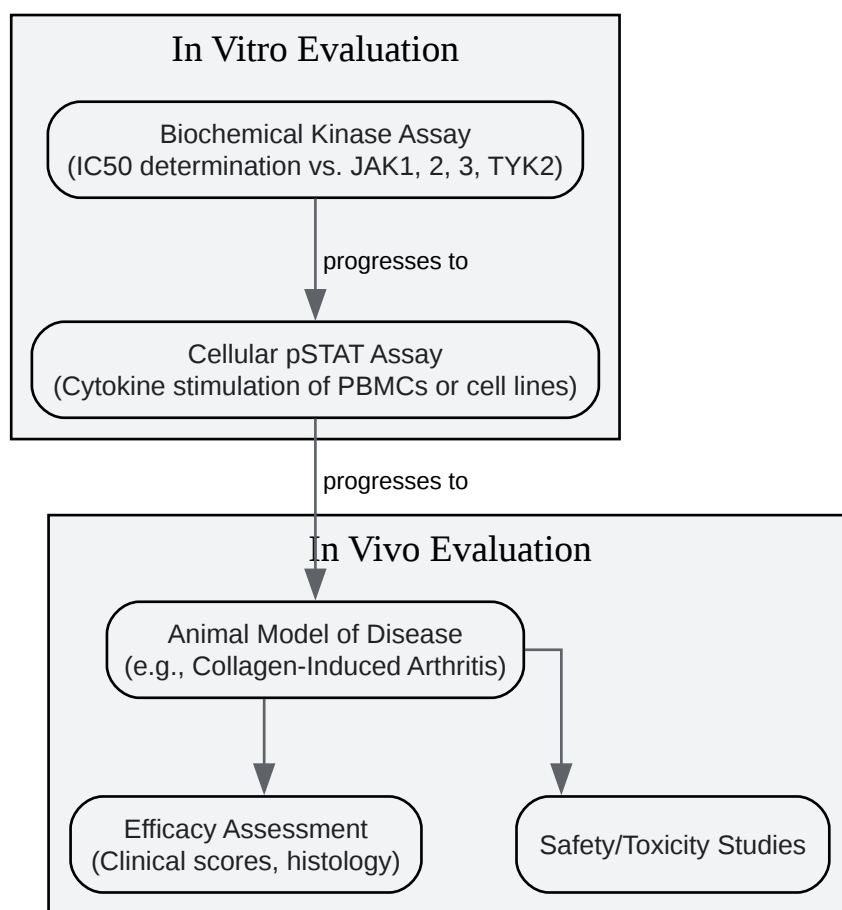 In Vitro Evaluation
Biochemical Kinase Assay
(IC50 determination vs. JAK1, 2, 3, TYK2)
progresses to
Cellular pSTAT Assay
(Cytokine stimulation of PBMCs or cell lines)
progresses to
In Vivo Evaluation
Animal Model of Disease
(e.g., Collagen-Induced Arthritis)
Efficacy Assessment
(Clinical scores, histology)
Safety/Toxicity Studies